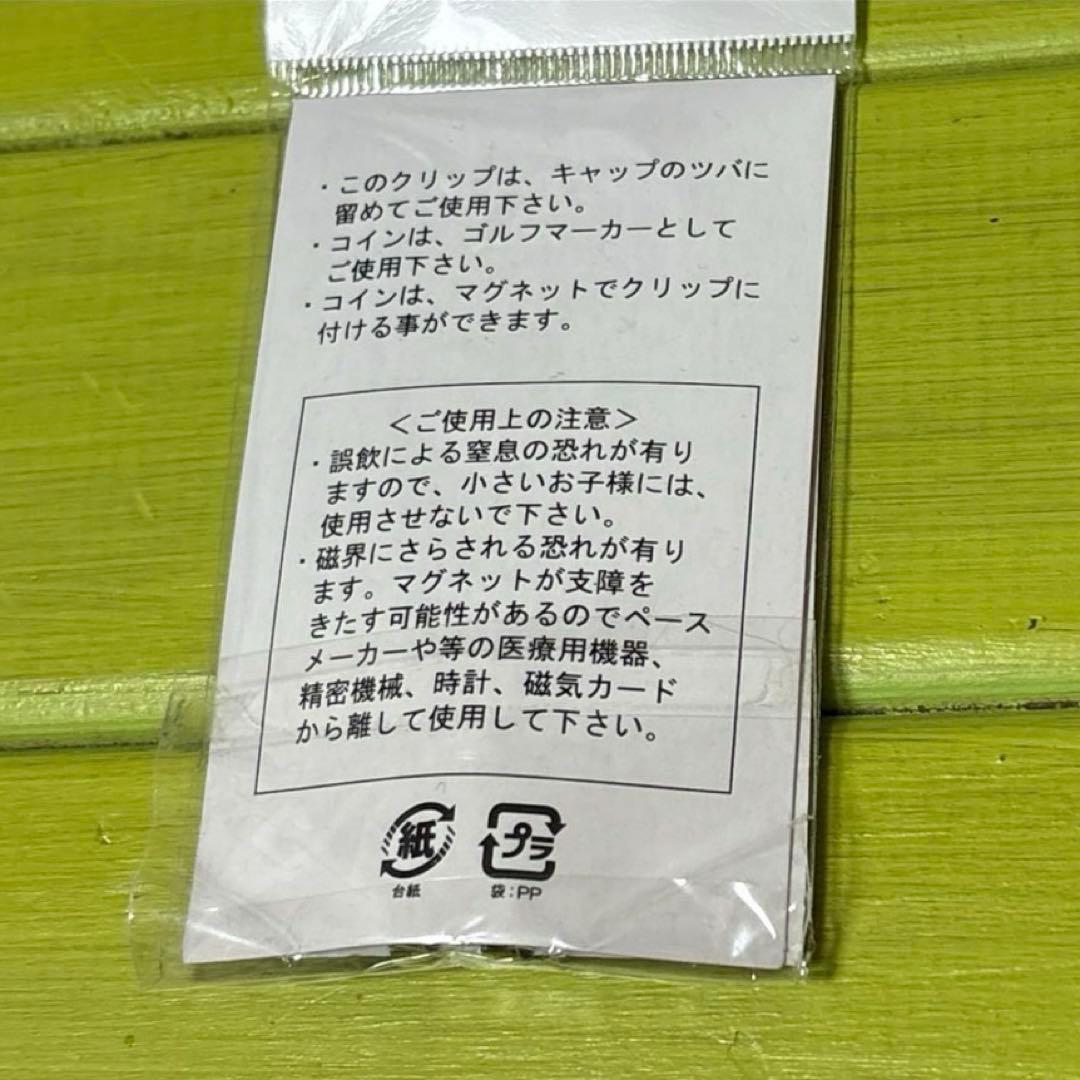 ・このクリップは、キャップのツバに
留めてご使用下さい。
・コインは、ゴルフマーカーとして
ご使用下さい。
・コインは、マグネットでクリップに
付ける事ができます。
＜ご使用上の注意＞
・誤飲による窒息の恐れが有り
ますので、小さいお子様には、
使用させないで下さい。
・磁界にさらされる恐れが有り
ます。マグネットが支障を
きたす可能性があるのでペース
メーカーや等の医療用機器、
精密機械、時計、磁気カード
から離して使用して下さい。
紙 プラ
台紙 袋：PP